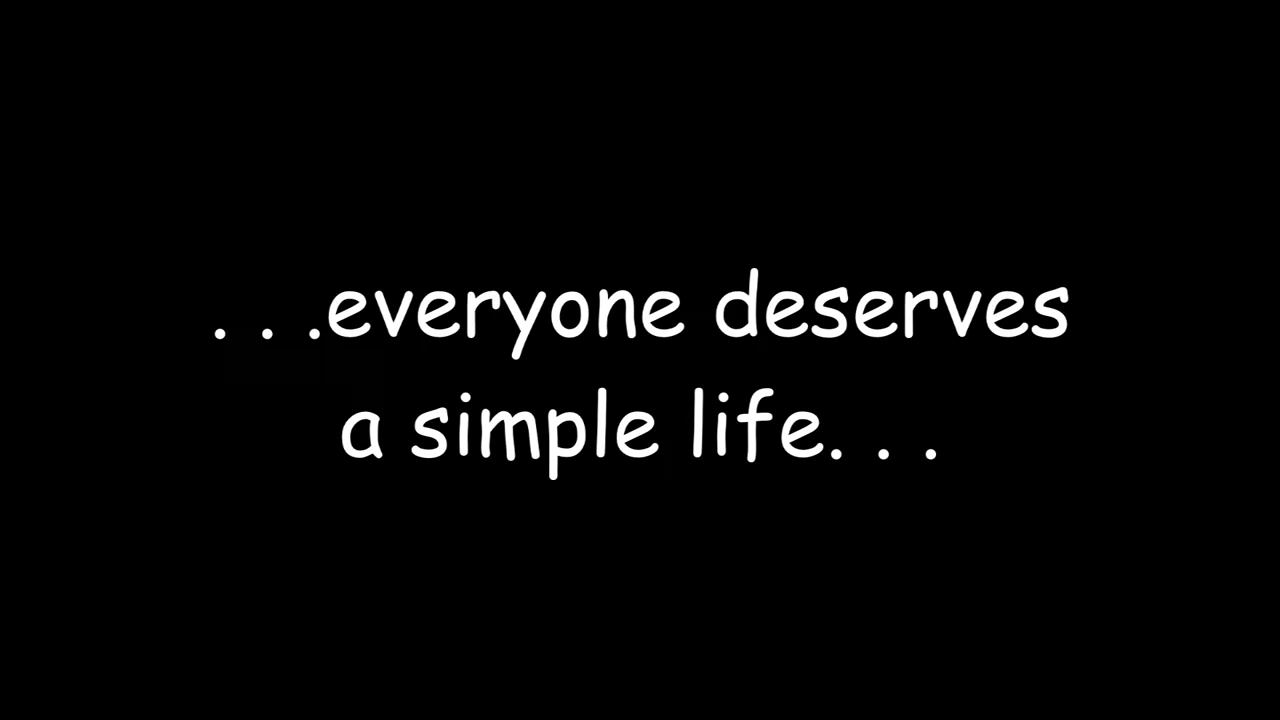 . . .everyone deserves
a simple life. . .